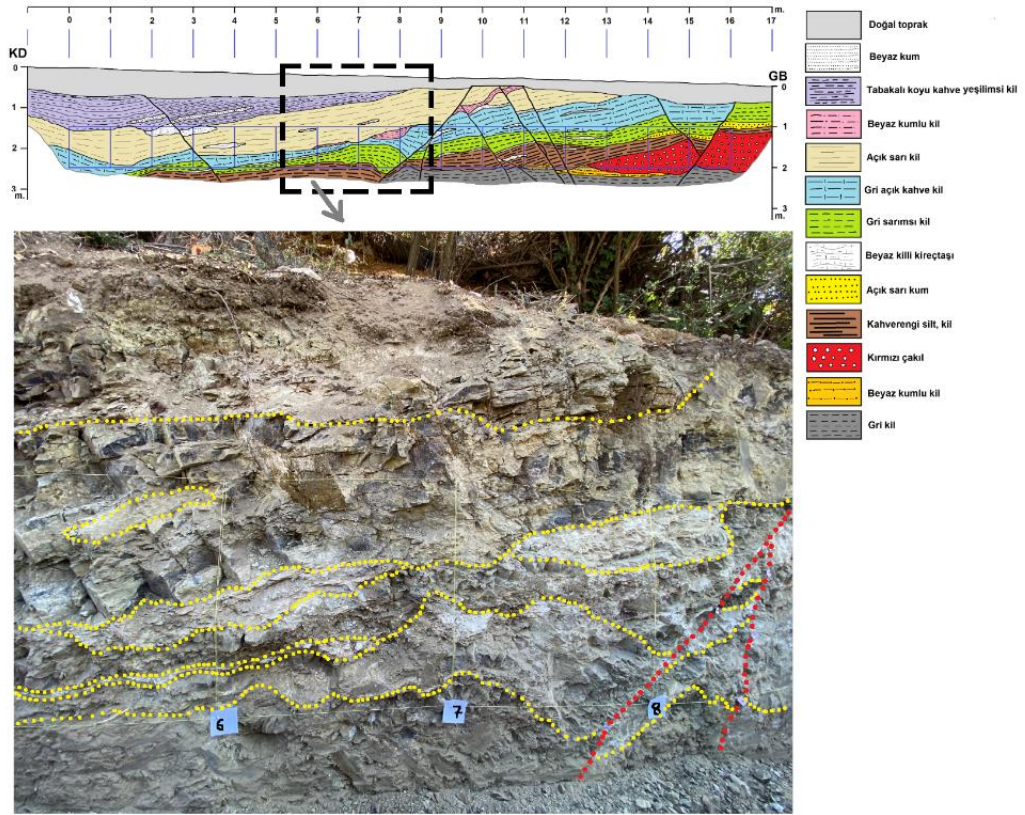 m.
0 1 2 3 4 5 6 7 8 9 10 11 12 13 14 15 16 17
KD
GB
0
1
2
3
m.
0
1
2
3
m.
Doğal toprak
Beyaz kum
Tabakalı koyu kahve yeşilimsi kil
Beyaz kumlu kil
Açık sarı kil
Gri açık kahve kil
Gri sarımsı kil
Beyaz killi kireçtaşı
Açık sarı kum
Kahverengi silt, kil
Kırmızı çakıl
Beyaz kumlu kil
Gri kil
6 7 8